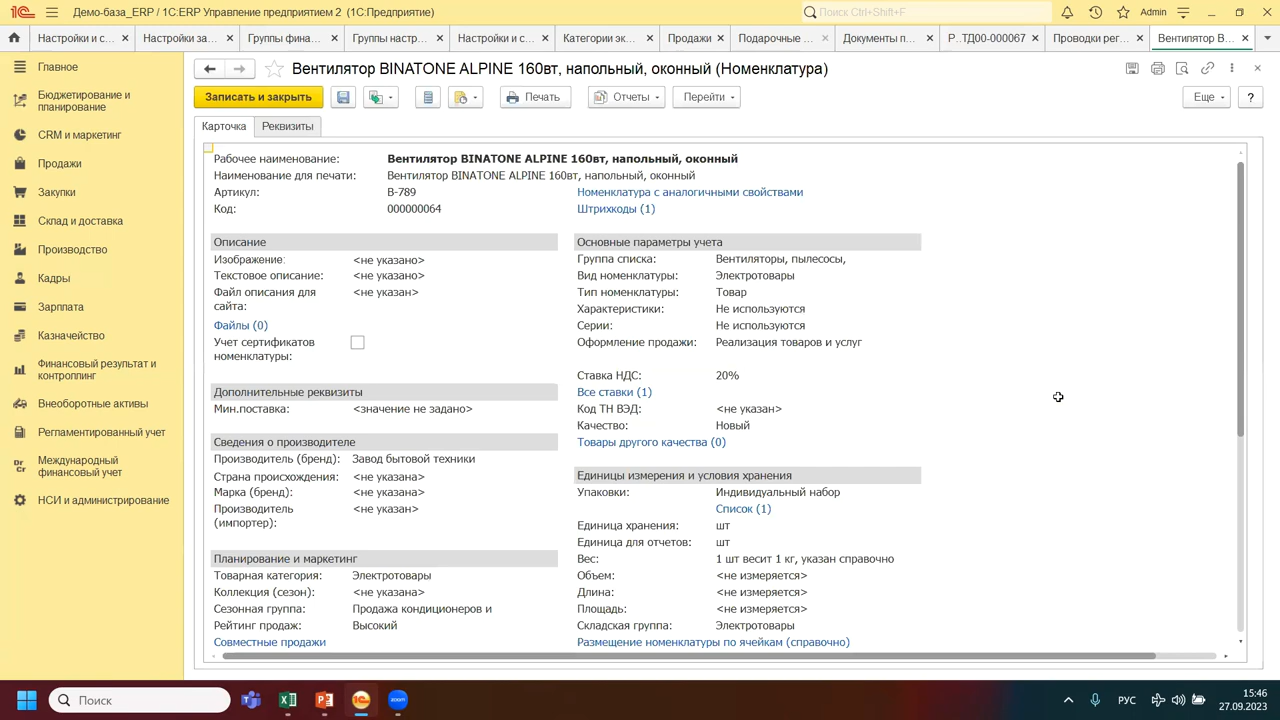 Демо-база_ERP / 1С:ERP Управление предприятием 2 (1С:Предприятие)
Поиск Ctrl+Shift+F
Admin
Настройки и с...
Настройки за...
Группы фина...
Группы настр...
Настройки и с...
Категории эк...
Продажи
Подарочные ...
Документы п...
Р..ТД00-000067
Проводки рег...
Вентилятор В...
Главное
Бюджетирование и
планирование
CRM и маркетинг
Продажи
Закупки
Склад и доставка
Производство
Кадры
Зарплата
Казначейство
Финансовый результат и
контроллинг
Внеоборотные активы
Регламентированный учет
Международный
финансовый учет
НСИ и администрирование
Вентилятор BINATONE ALPINE 160вт, напольный, оконный (Номенклатура)
Записать и закрыть
Печать
Отчеты
Перейти
Еще
?
Карточка
Реквизиты
Рабочее наименование: Вентилятор BINATONE ALPINE 160вт, напольный, оконный
Наименование для печати: Вентилятор BINATONE ALPINE 160вт, напольный, оконный
Артикул: В-789 Номенклатура с аналогичными свойствами
Код: 000000064 Штрихкоды (1)
Описание
Изображение: <не указано>
Текстовое описание: <не указано>
Файл описания для <не указан>
сайта:
Файлы (0)
Учет сертификатов
номенклатуры:
Дополнительные реквизиты
Мин.поставка: <значение не задано>
Сведения о производителе
Производитель (бренд): Завод бытовой техники
Страна происхождения: <не указана>
Марка (бренд): <не указана>
Производитель <не указан>
(импортер):
Планирование и маркетинг
Товарная категория: Электротовары
Коллекция (сезон): <не указана>
Сезонная группа: Продажа кондиционеров и
Рейтинг продаж: Высокий
Совместные продажи
Основные параметры учета
Группа списка: Вентиляторы, пылесосы,
Вид номенклатуры: Электротовары
Тип номенклатуры: Товар
Характеристики: Не используются
Серии: Не используются
Оформление продажи: Реализация товаров и услуг
Ставка НДС: 20%
Все ставки (1)
Код ТН ВЭД: <не указан>
Качество: Новый
Товары другого качества (0)
Единицы измерения и условия хранения
Упаковки: Индивидуальный набор
Список (1)
Единица хранения: шт
Единица для отчетов: шт
Вес: 1 шт весит 1 кг, указан справочно
Объем: <не измеряется>
Длина: <не измеряется>
Площадь: <не измеряется>
Складская группа: Электротовары
Размещение номенклатуры по ячейкам (справочно)
Поиск
РУС
15:46
27.09.2023